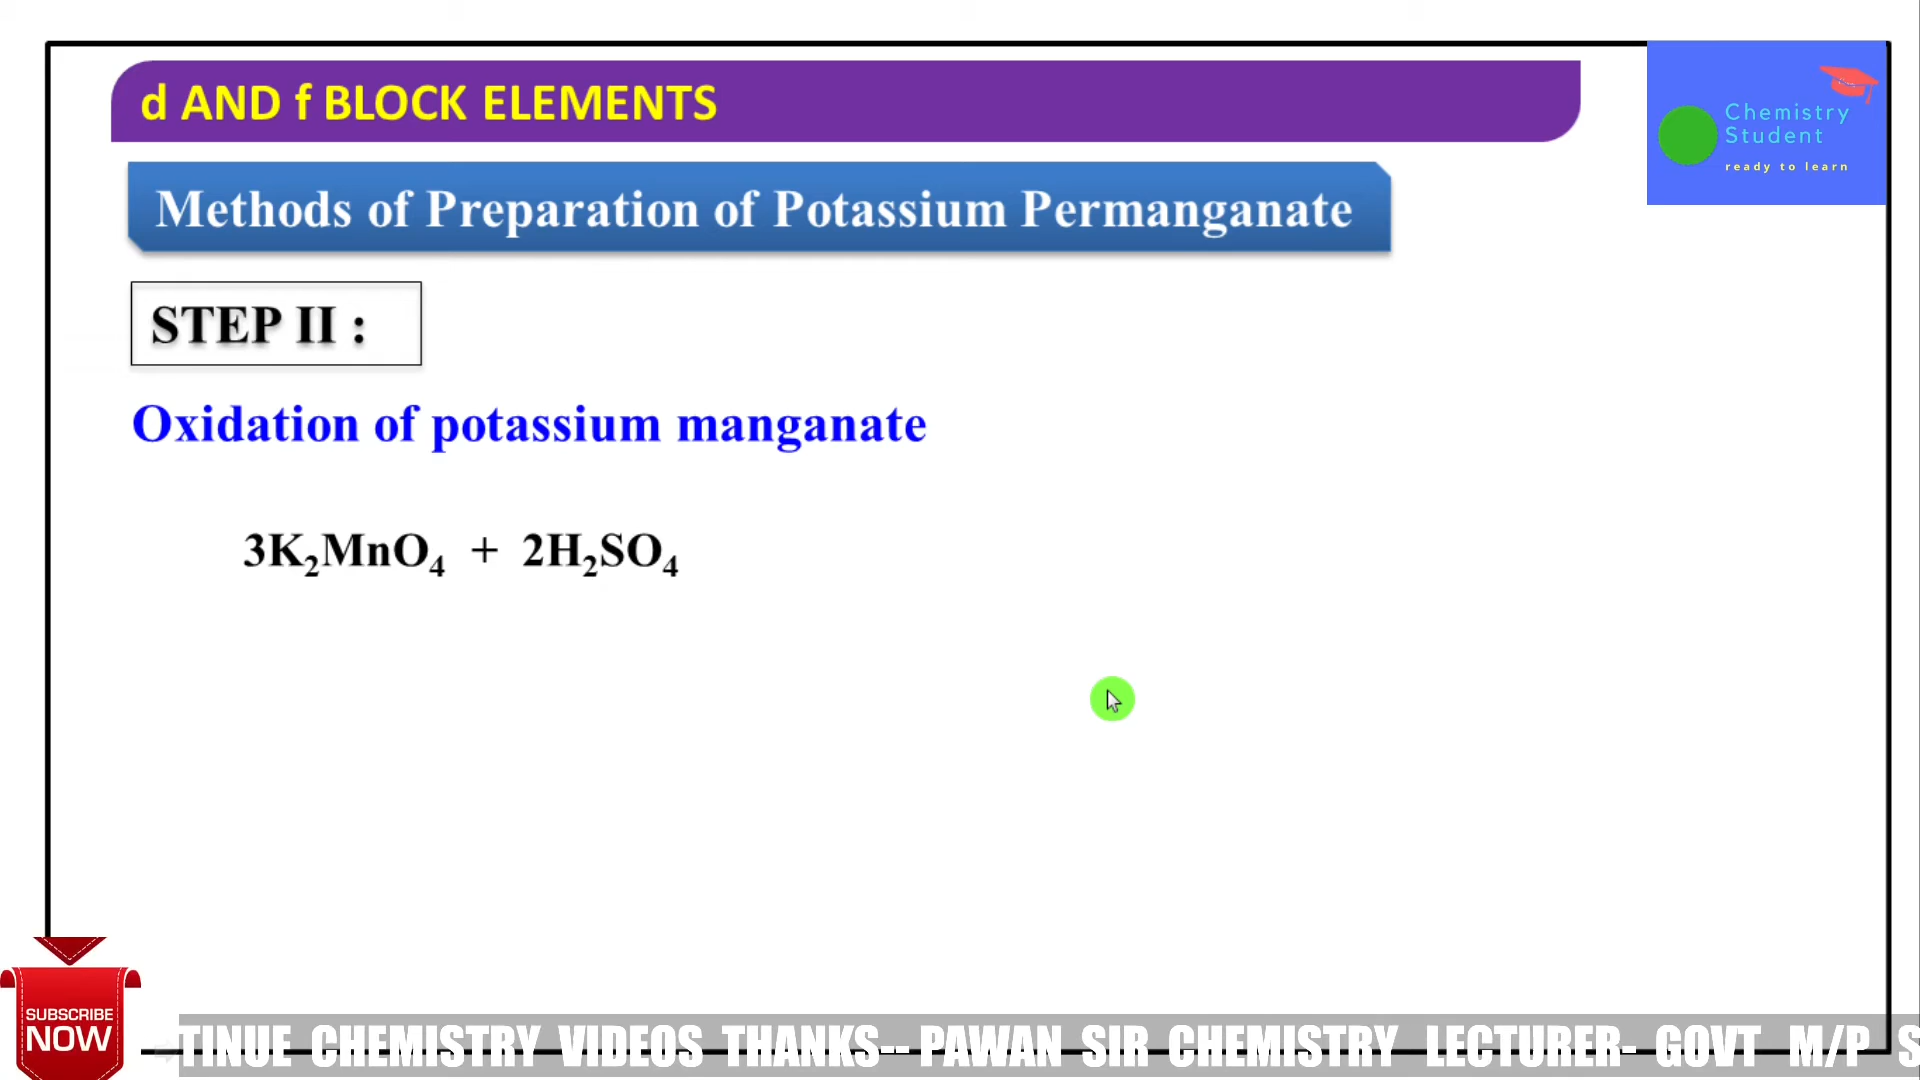 d AND f BLOCK ELEMENTS
Chemistry
Student
ready to learn
Methods of Preparation of Potassium Permanganate
STEP II :
Oxidation of potassium manganate
3K₂MnO₄ + 2H₂SO₄
SUBSCRIBE
NOW
TINUE CHEMISTRY VIDEOS THANKS-- PAWAN SIR CHEMISTRY LECTURER- GOVT M/P S